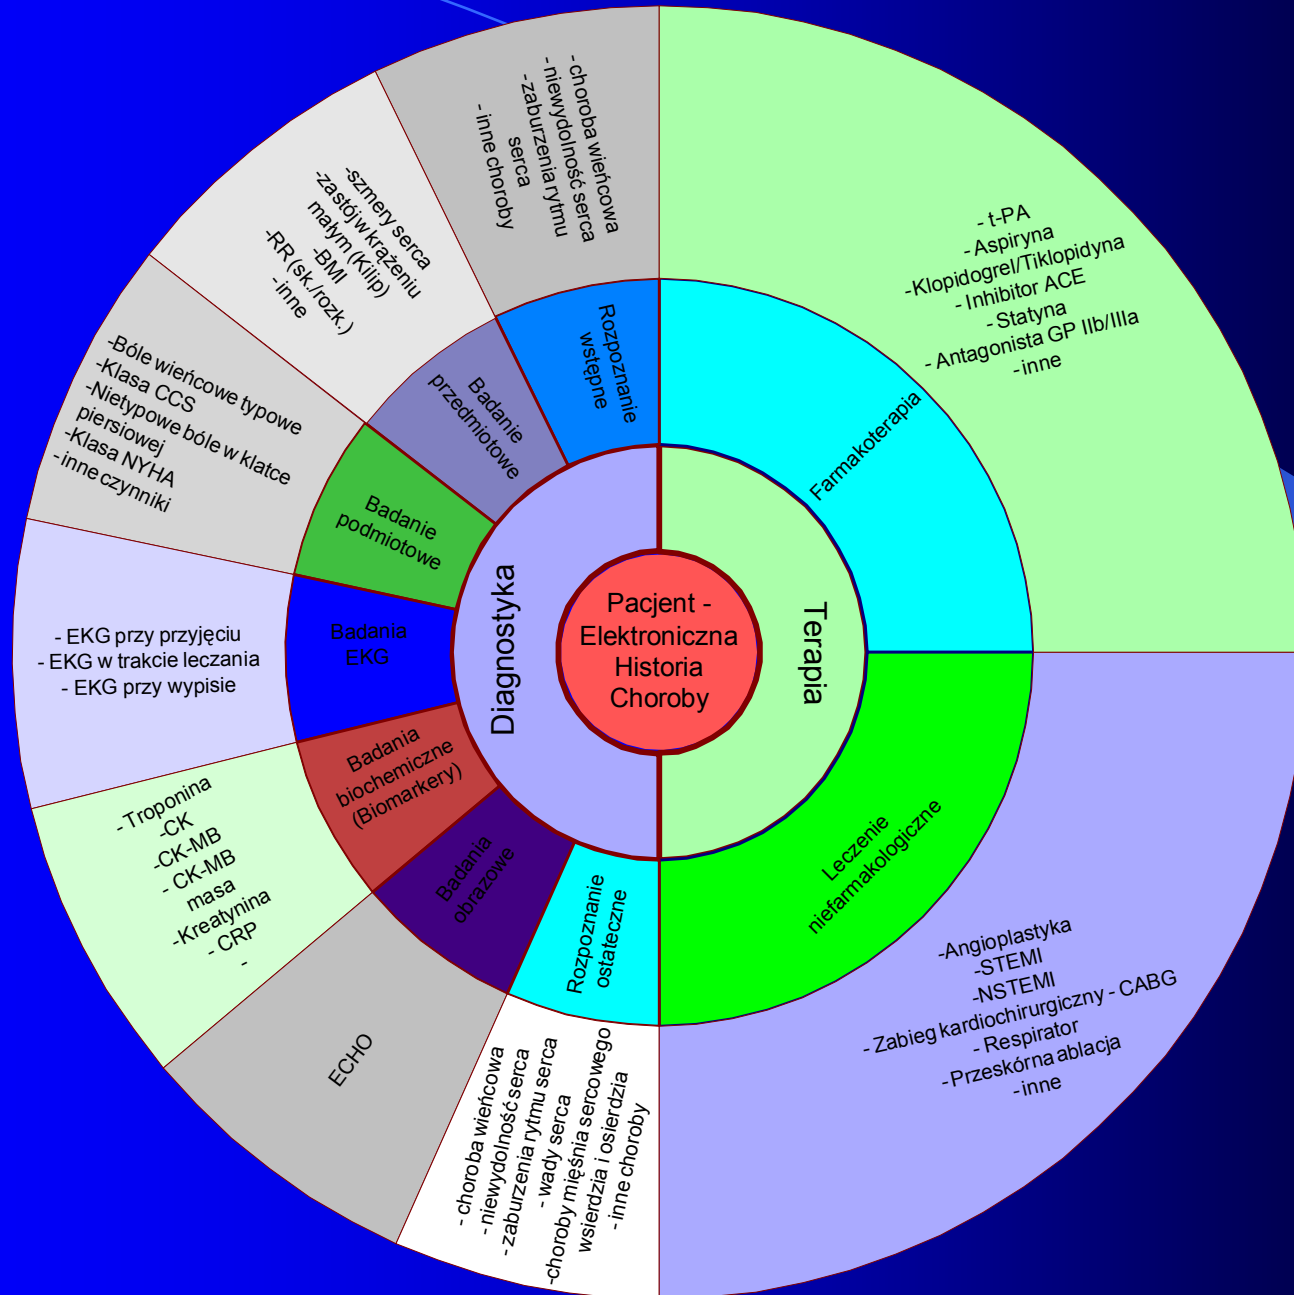 Pacjent -
Elektroniczna
Historia
Choroby
Diagnostyka
Terapia
Rozpoznanie
wstępne
- choroba wieńcowa
- niewydolność serca
- zaburzenia rytmu
serca
- inne choroby
Badanie
przedmiotowe
-szmery serca
-zastój w krążeniu
małym (Kilip)
-BMI
-RR (sk./rozk.)
-inne
Badanie
podmiotowe
-Bóle wieńcowe typowe
-Klasa CCS
-Nietypowe bóle w klatce
piersiowej
-Klasa NYHA
-inne czynniki
Badania
EKG
- EKG przy przyjęciu
- EKG w trakcie leczania
- EKG przy wypisie
Badania
biochemiczne
(Biomarkery)
- Troponina
-CK
-CK-MB
- CK-MB
masa
-Kreatynina
- CRP
-
Badania
obrazowe
ECHO
Rozpoznanie
ostateczne
- choroba wieńcowa
- niewydolność serca
- zaburzenia rytmu serca
- wady serca
-choroby mięśnia sercowego
wsierdzia i osierdzia
- inne choroby
Farmakoterapia
- t-PA
- Aspiryna
-Klopidogrel/Tiklopidyna
- Inhibitor ACE
- Statyna
- Antagonista GP IIb/IIIa
-inne
Leczenie
niefarmakologiczne
-Angioplastyka
-STEMI
-NSTEMI
- Zabieg kardiochirurgiczny - CABG
- Respirator
- Przeskórna ablacja
-inne